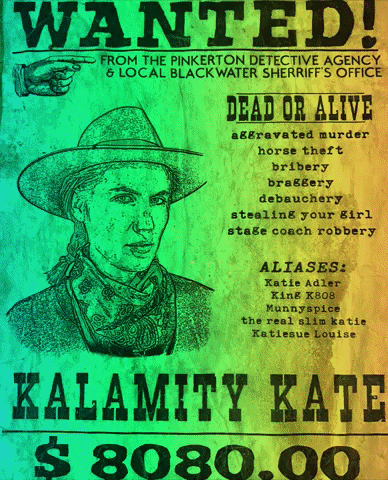 WANTED!
FROM THE PINKERTON DETECTIVE AGENCY
& LOCAL BLACKWATER SHERRIFF'S OFFICE
DEAD OR ALIVE
aggravated murder
horse theft
bribery
braggery
debauchery
stealing your girl
stage coach robbery
ALIASES:
Katie Adler
King K808
Munnyspice
the real slim katie
Katiesue Louise
KALAMITY KATE
$ 8080.00